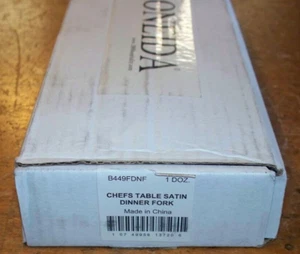 ONEIDA
B449FDNF 1 DOZ.
CHEFS TABLE SATIN
DINNER FORK
Made in China